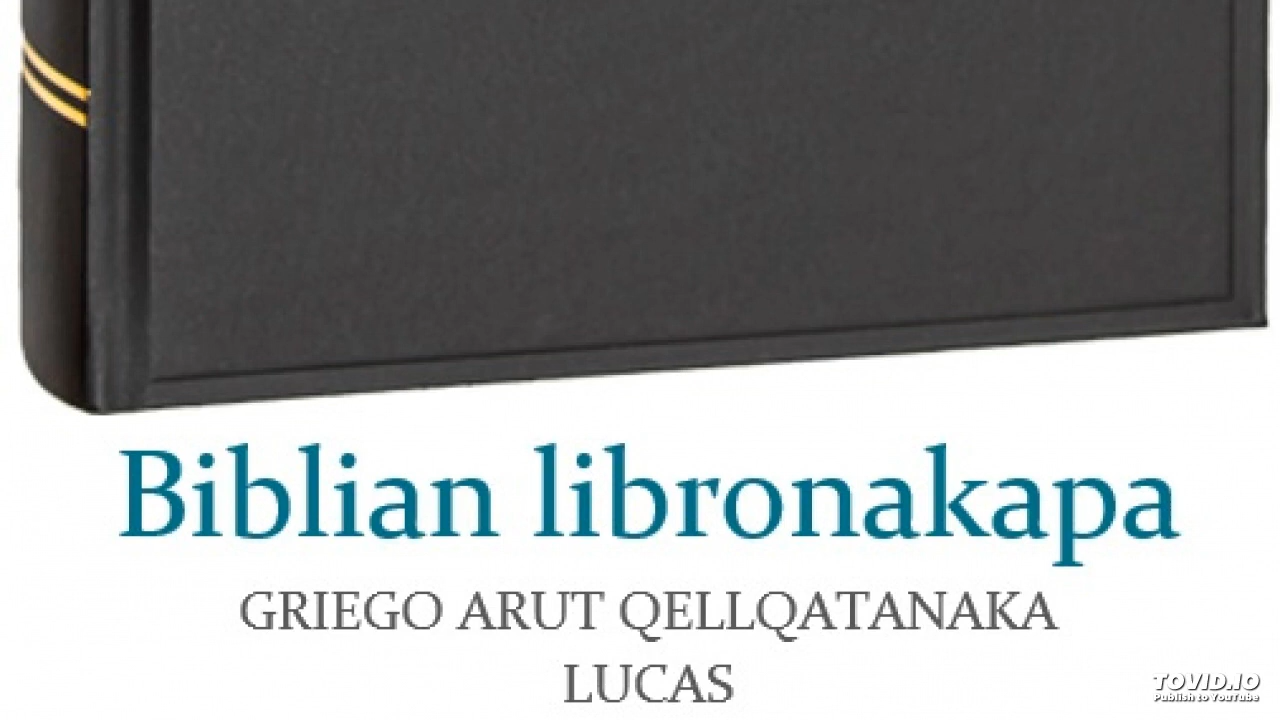 Biblian libronakapa
GRIEGO ARUT QELLQATANAKA
LUCAS
TOVID.IO
Publish to YouTube